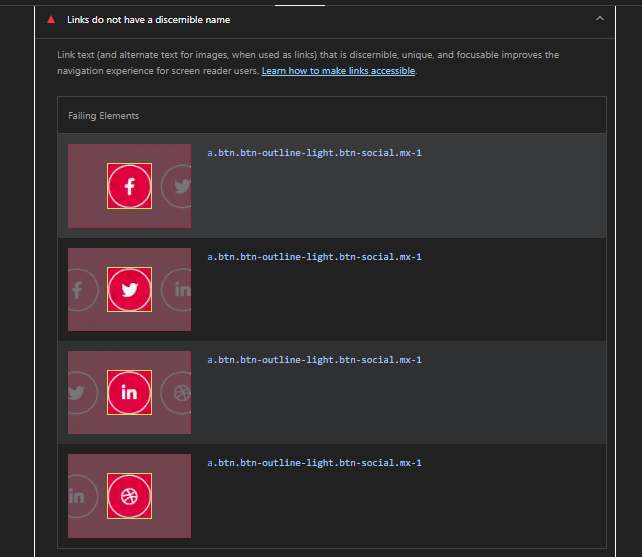 Links do not have a discernible name
Link text (and alternate text for images, when used as links) that is discernible, unique, and focusable improves the
navigation experience for screen reader users. Learn how to make links accessible.
Failing Elements
a.btn.btn-outline-light.btn-social.mx-1
a.btn.btn-outline-light.btn-social.mx-1
a.btn.btn-outline-light.btn-social.mx-1
a.btn.btn-outline-light.btn-social.mx-1